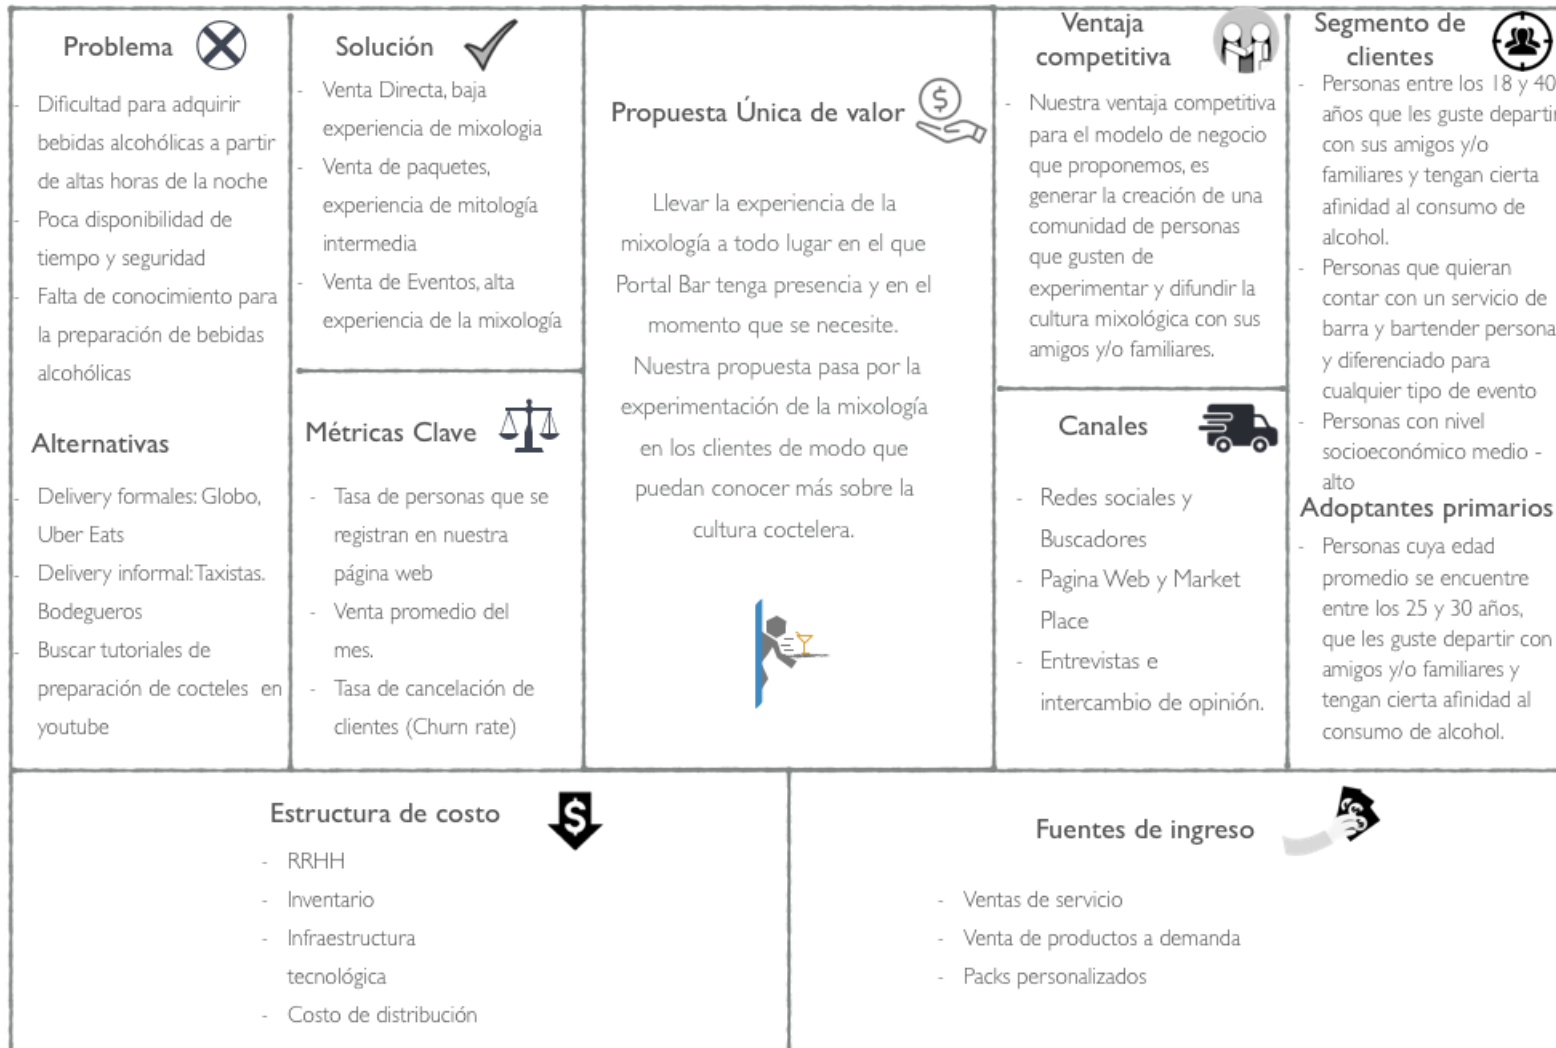 Problema
- Dificultad para adquirir
bebidas alcohólicas a partir
de altas horas de la noche
- Poca disponibilidad de
tiempo y seguridad
- Falta de conocimiento para
la preparación de bebidas
alcohólicas
Alternativas
- Delivery formales: Globo,
Uber Eats
- Delivery informal: Taxistas.
Bodegueros
- Buscar tutoriales de
preparación de cocteles en
youtube
Solución
- Venta Directa, baja
experiencia de mixologia
- Venta de paquetes,
experiencia de mitología
intermedia
- Venta de Eventos, alta
experiencia de la mixología
Métricas Clave
- Tasa de personas que se
registran en nuestra
página web
- Venta promedio del
mes.
- Tasa de cancelación de
clientes (Churn rate)
Propuesta Única de valor
Llevar la experiencia de la
mixología a todo lugar en el que
Portal Bar tenga presencia y en el
momento que se necesite.
Nuestra propuesta pasa por la
experimentación de la mixología
en los clientes de modo que
puedan conocer más sobre la
cultura coctelera.
Ventaja
competitiva
- Nuestra ventaja competitiva
para el modelo de negocio
que proponemos, es
generar la creación de una
comunidad de personas
que gusten de
experimentar y difundir la
cultura mixológica con sus
amigos y/o familiares.
Canales
- Redes sociales y
Buscadores
- Pagina Web y Market
Place
- Entrevistas e
intercambio de opinión.
Segmento de
clientes
- Personas entre los 18 y 40
años que les guste departir
con sus amigos y/o
familiares y tengan cierta
afinidad al consumo de
alcohol.
- Personas que quieran
contar con un servicio de
barra y bartender persona
y diferenciado para
cualquier tipo de evento
- Personas con nivel
socioeconómico medio -
alto
Adoptantes primarios
- Personas cuya edad
promedio se encuentre
entre los 25 y 30 años,
que les guste departir con
amigos y/o familiares y
tengan cierta afinidad al
consumo de alcohol.
Estructura de costo
- RRHH
- Inventario
- Infraestructura
tecnológica
- Costo de distribución
Fuentes de ingreso
- Ventas de servicio
- Venta de productos a demanda
- Packs personalizados